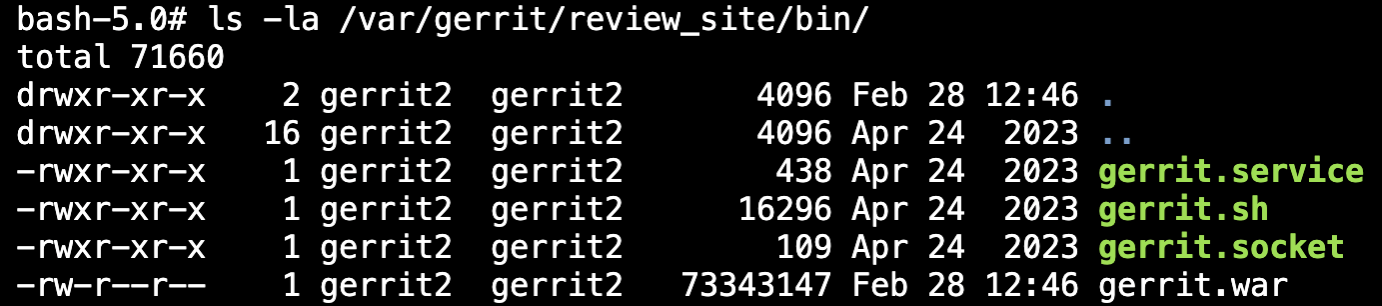 bash-5.0# ls -la /var/gerrit/review_site/bin/
total 71660
drwxr-xr-x    2 gerrit2  gerrit2       4096 Feb 28 12:46 .
drwxr-xr-x   16 gerrit2  gerrit2       4096 Apr 24  2023 ..
-rwxr-xr-x    1 gerrit2  gerrit2        438 Apr 24  2023 gerrit.service
-rwxr-xr-x    1 gerrit2  gerrit2      16296 Apr 24  2023 gerrit.sh
-rwxr-xr-x    1 gerrit2  gerrit2        109 Apr 24  2023 gerrit.socket
-rw-r--r--    1 gerrit2  gerrit2   73343147 Feb 28 12:46 gerrit.war